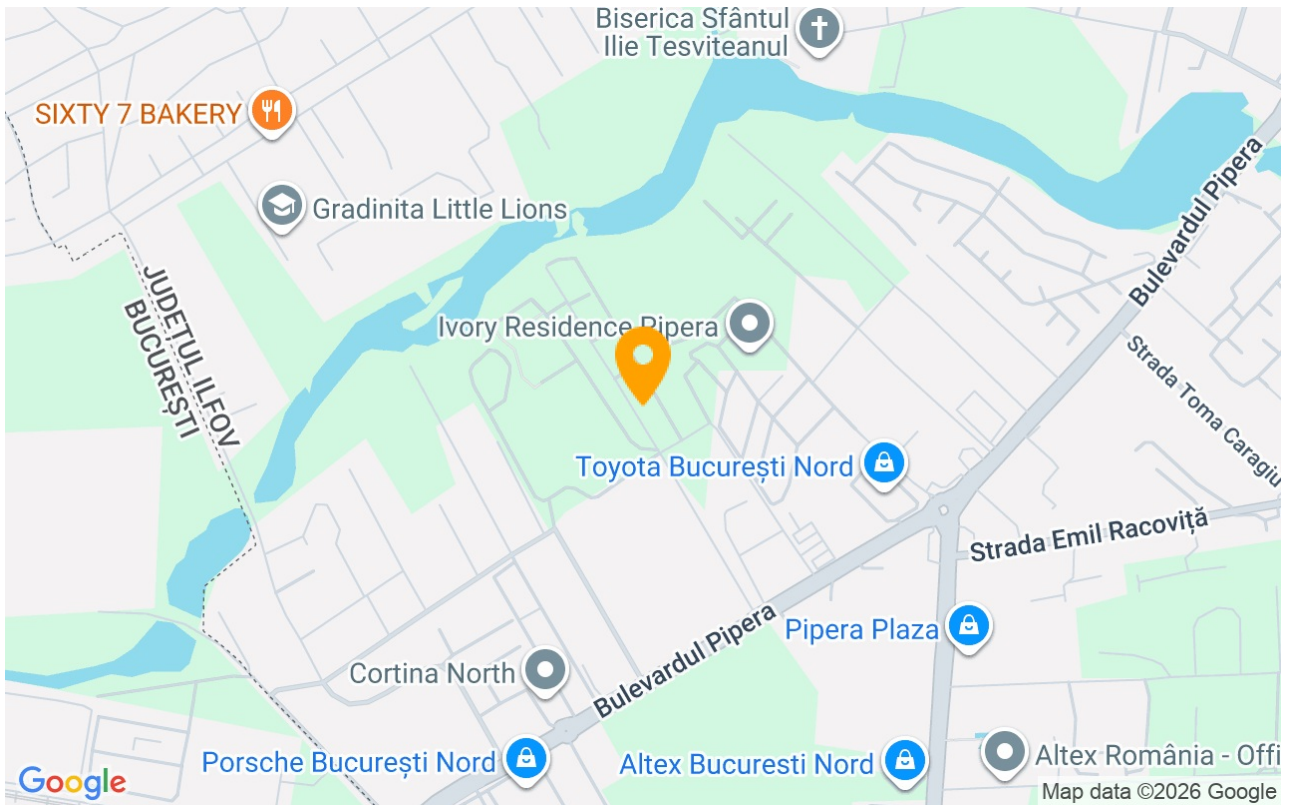 Biserica Sfântul
Ilie Tesviteanul
SIXTY 7 BAKERY
Gradinita Little Lions
Bulevardul Pipera
JUDEȚUL ILFOV
BUCUREȘTI
Ivory Residence Pipera
Strada Toma Caragiu
Toyota București Nord
Strada Emil Racoviță
Pipera Plaza
Bulevardul Pipera
Cortina North
Porsche București Nord
Altex Bucuresti Nord
Altex România - Offi
Google
Map data ©2026 Google